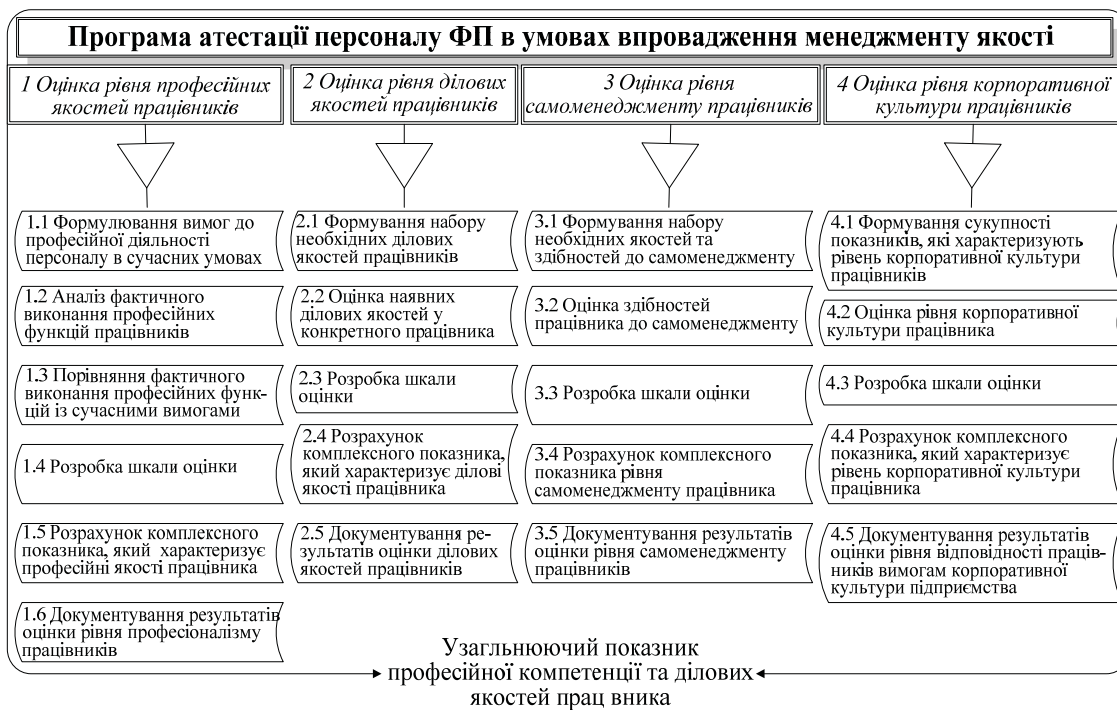 Програма атестації персоналу ФП в умовах впровадження менеджменту якості
1 Оцінка рівня професійних
якостей працівників
2 Оцінка рівня ділових
якостей працівників
3 Оцінка рівня
самоменеджменту працівників
4 Оцінка рівня корпоративної
культури працівників
1.1 Формулювання вимог до
професійної діяльності
персоналу в сучасних умовах
1.2 Аналіз фактичного
виконання професійних
функцій працівників
1.3 Порівняння фактичного
виконання професійних функ-
цій із сучасними вимогами
1.4 Розробка шкали оцінки
1.5 Розрахунок комплексного
показника, який характеризує
професійні якості працівника
1.6 Документування результатів
оцінки рівня професіоналізму
працівників
2.1 Формування набору
необхідних ділових
якостей працівників
2.2 Оцінка наявних
ділових якостей у
конкретного працівника
2.3 Розробка шкали
оцінки
2.4 Розрахунок
комплексного показника,
який характеризує ділові
якості працівника
2.5 Документування ре-
зультатів оцінки ділових
якостей працівників
3.1 Формування набору
необхідних якостей та
здібностей до самоменеджменту
3.2 Оцінка здібностей
працівника до самоменеджменту
3.3 Розробка шкали оцінки
3.4 Розрахунок комплексного
показника рівня
самоменеджменту працівника
3.5 Документування результатів
оцінки рівня самоменеджменту
працівників
4.1 Формування сукупності
показників, які характеризують
рівень корпоративної культури
працівників
4.2 Оцінка рівня корпоративної
культури працівника
4.3 Розробка шкали оцінки
4.4 Розрахунок комплексного
показника, який характеризує
рівень корпоративної культури
працівника
4.5 Документування результатів
оцінки рівня відповідності праців-
ників вимогам корпоративної
культури підприємства
Узагльнюючий показник
професійної компетенції та ділових
якостей прац вника